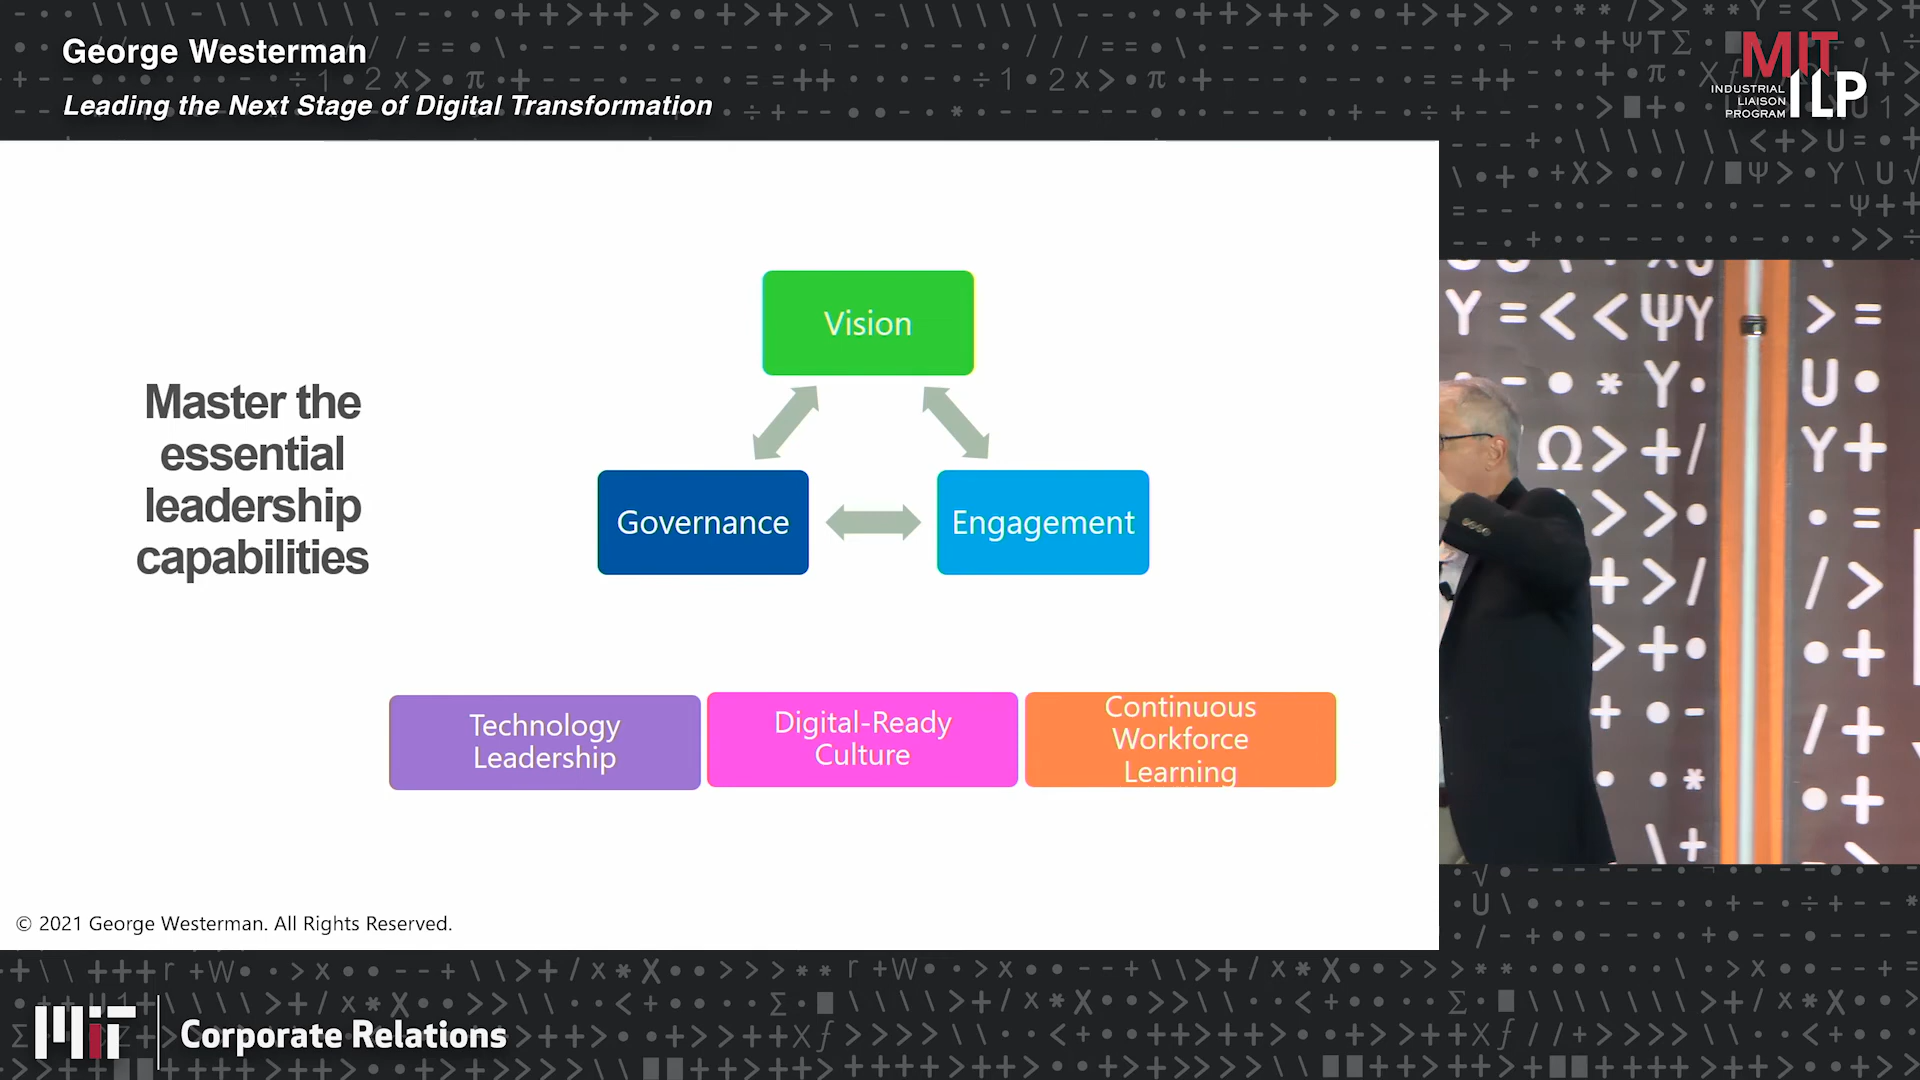 George Westerman
Leading the Next Stage of Digital Transformation
MIT
INDUSTRIAL
LIAISON
PROGRAM
ILP
Master the
essential
leadership
capabilities
Vision
Governance
Engagement
Technology
Leadership
Digital-Ready
Culture
Continuous
Workforce
Learning
© 2021 George Westerman. All Rights Reserved.
MIT
Corporate Relations